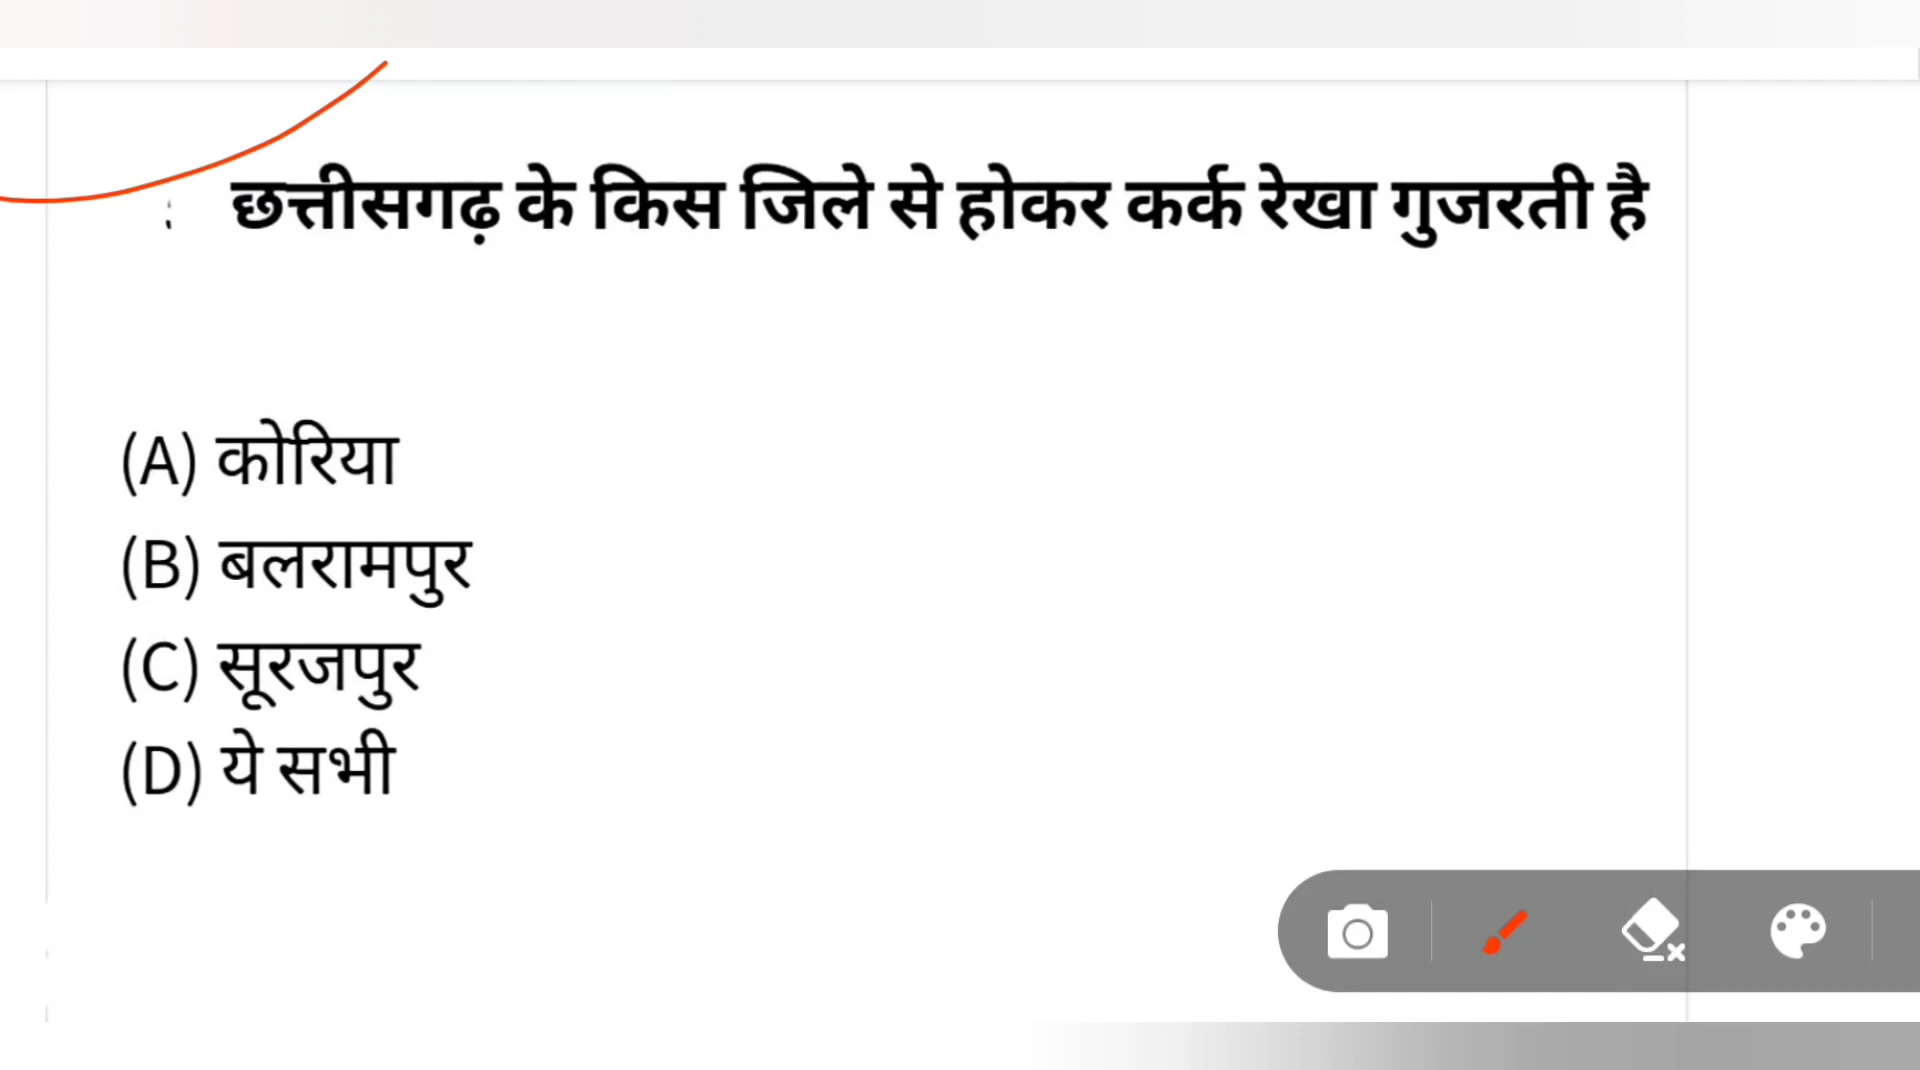 छत्तीसगढ़ के किस जिले से होकर कर्क रेखा गुजरती है
(A) कोरिया
(B) बलरामपुर
(C) सूरजपुर
(D) ये सभी